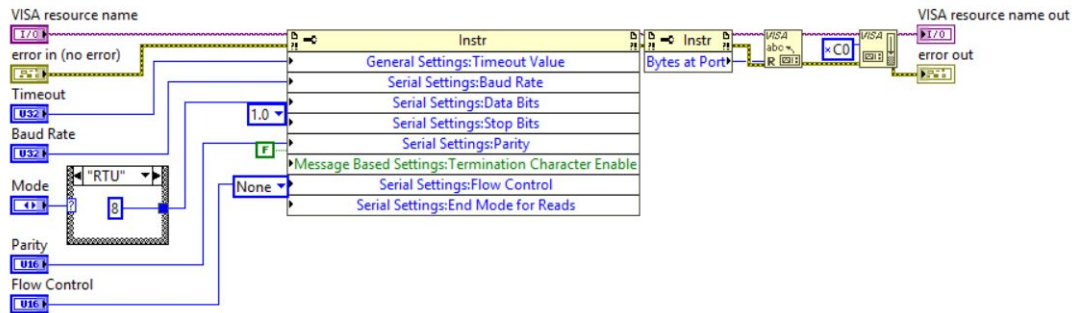 VISA resource name
I/O
error in (no error)
Timeout
U32
Baud Rate
U32
Mode
"RTU"
?
8
Parity
U16
Flow Control
U16
1.0
F
None
Instr
General Settings:Timeout Value
Serial Settings:Baud Rate
Serial Settings:Data Bits
Serial Settings:Stop Bits
Serial Settings:Parity
Message Based Settings:Termination Character Enable
Serial Settings:Flow Control
Serial Settings:End Mode for Reads
Instr
Bytes at Port
VISA
abc
R
×C0
VISA
VISA resource name out
I/O
error out